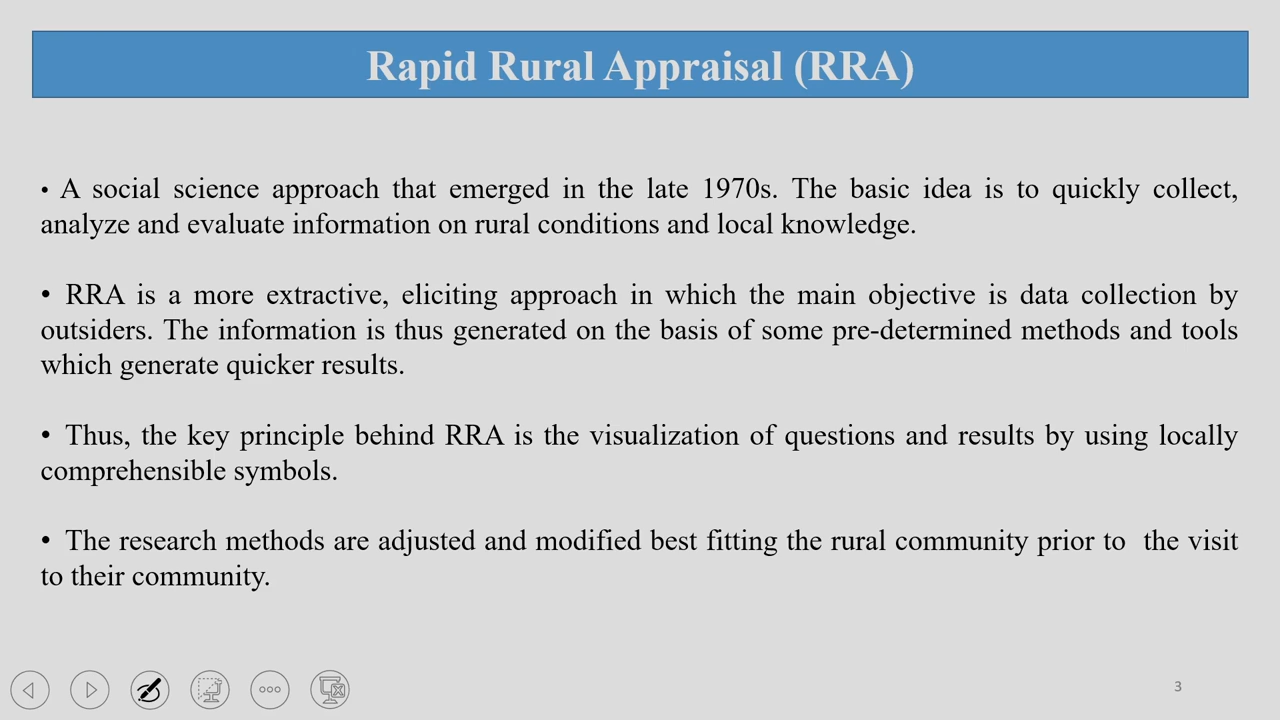 Rapid Rural Appraisal (RRA)
• A social science approach that emerged in the late 1970s. The basic idea is to quickly collect,
analyze and evaluate information on rural conditions and local knowledge.
• RRA is a more extractive, eliciting approach in which the main objective is data collection by
outsiders. The information is thus generated on the basis of some pre-determined methods and tools
which generate quicker results.
• Thus, the key principle behind RRA is the visualization of questions and results by using locally
comprehensible symbols.
• The research methods are adjusted and modified best fitting the rural community prior to the visit
to their community.
3